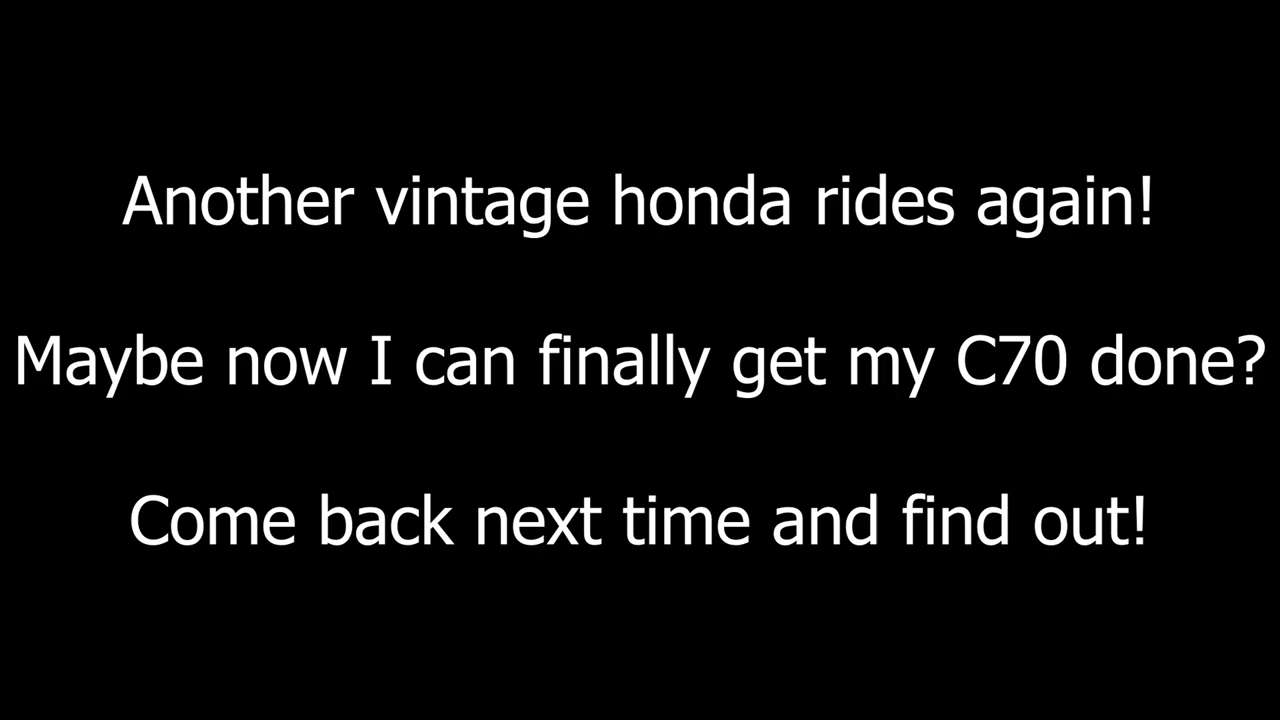 Another vintage honda rides again!
Maybe now I can finally get my C70 done?
Come back next time and find out!